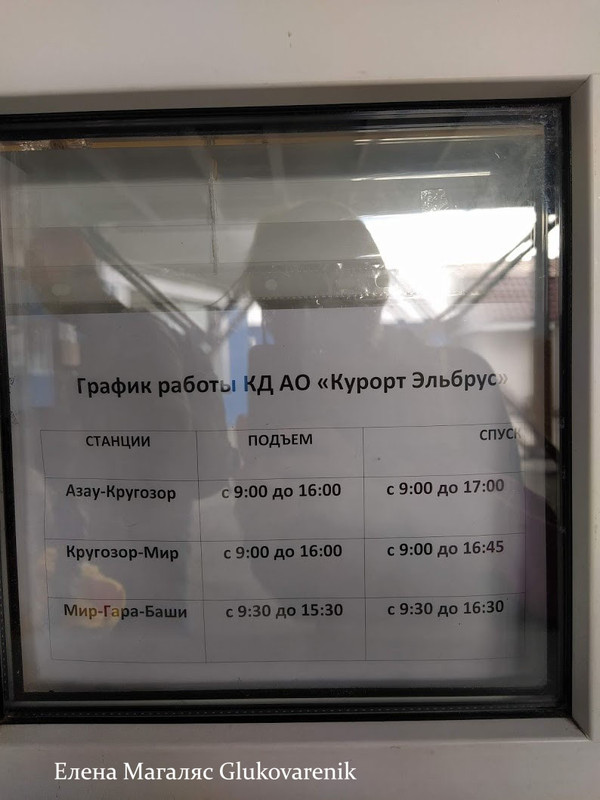 График работы КД АО «Курорт Эльбрус»
СТАНЦИИ ПОДЪЕМ СПУСК
Азау-Кругозор с 9:00 до 16:00 с 9:00 до 17:00
Кругозор-Мир с 9:00 до 16:00 с 9:00 до 16:45
Мир-Гара-Баши с 9:30 до 15:30 с 9:30 до 16:30
Елена Магаляс Glukovarenik